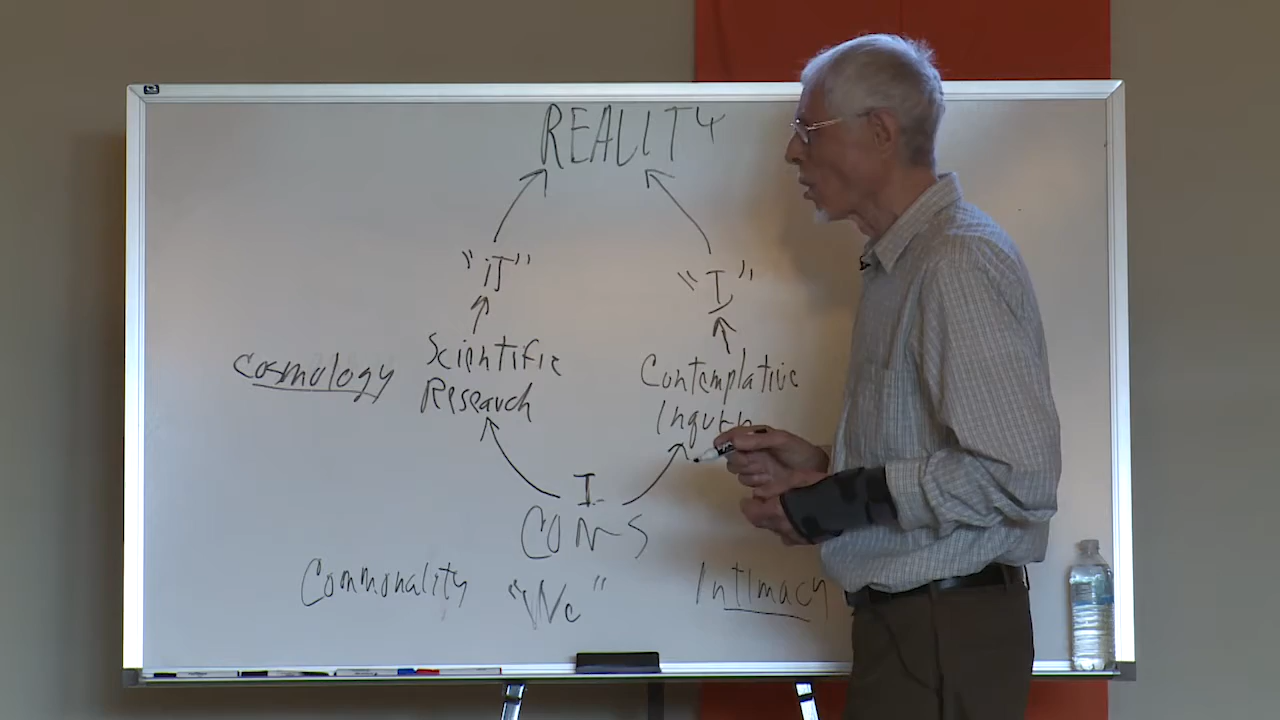 REALITY
"it"
"I"
Cosmology
Scientific
Research
Contemplative
I
CONS
Commonality
"We"
Intimacy